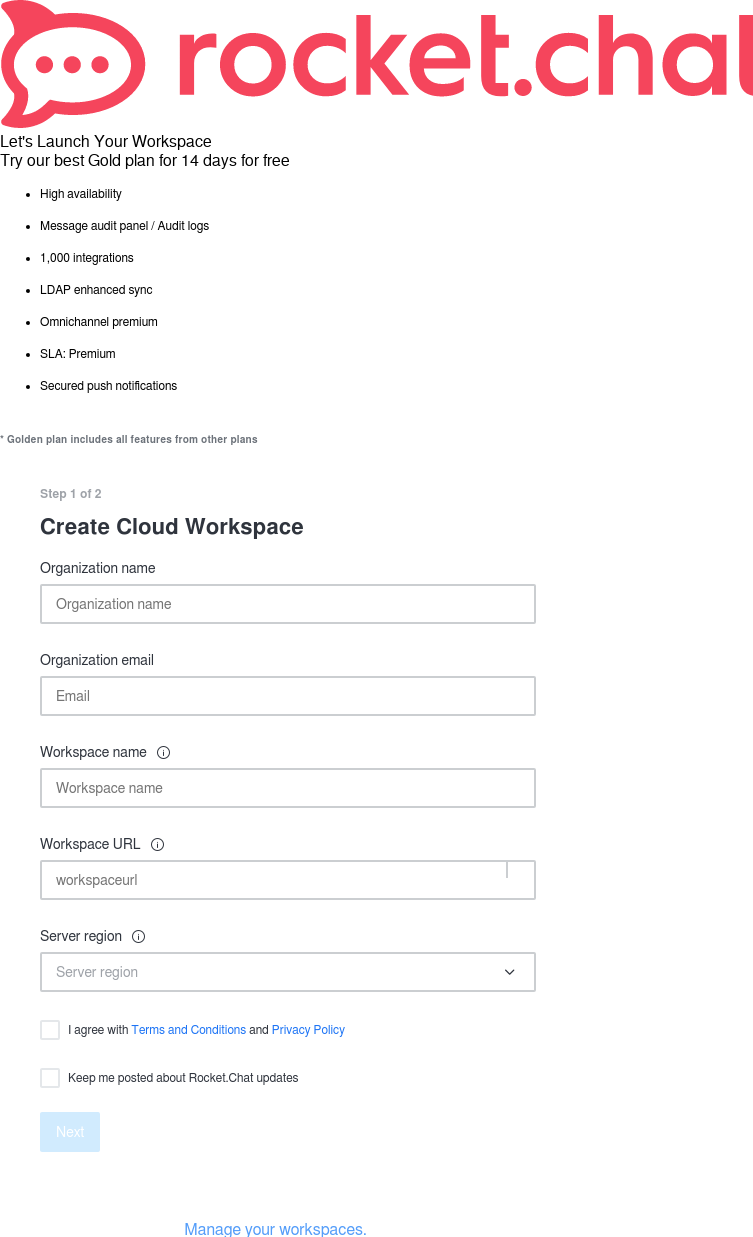 rocket.chat
Let's Launch Your Workspace
Try our best Gold plan for 14 days for free
High availability
Message audit panel / Audit logs
1,000 integrations
LDAP enhanced sync
Omnichannel premium
SLA: Premium
Secured push notifications
* Golden plan includes all features from other plans
Step 1 of 2
Create Cloud Workspace
Organization name
Organization name
Organization email
Email
Workspace name
Workspace name
Workspace URL
workspaceurl
Server region
Server region
I agree with Terms and Conditions and Privacy Policy
Keep me posted about Rocket.Chat updates
Next
Manage your workspaces.